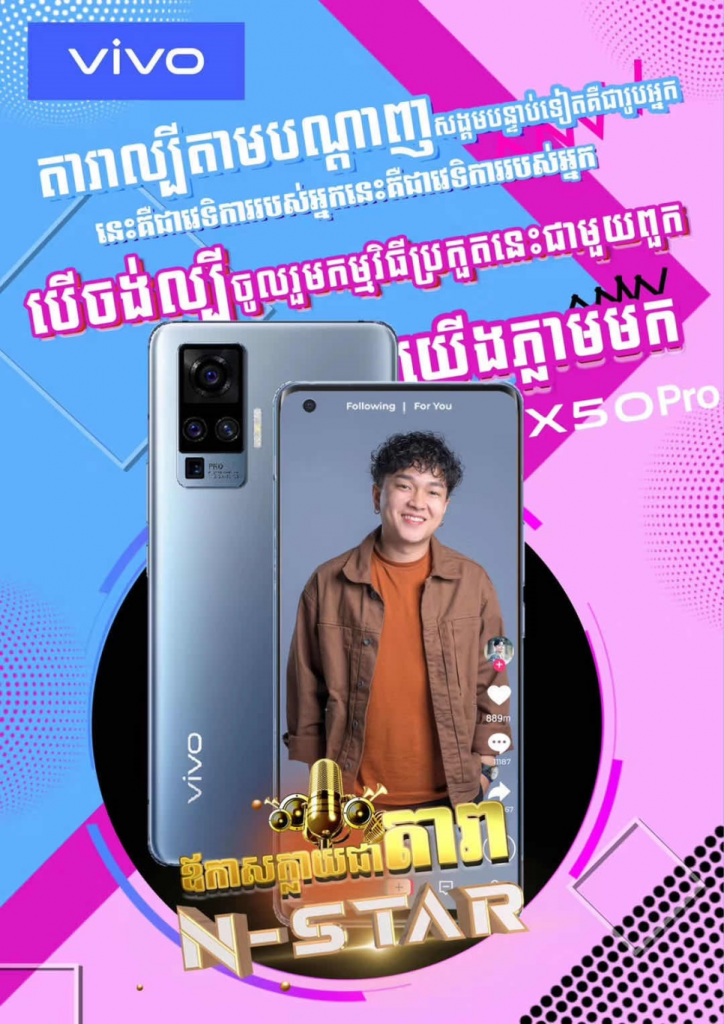 vivo
តារាល្បីតាមបណ្ដាញសង្គមបន្ទាប់ទៀតគឺជារូបអ្នក
នេះគឺជាវេទិការរបស់អ្នកនេះគឺជាវេទិការរបស់អ្នក
បើចង់ល្បីចូលរួមកម្មវិធីប្រកួតនេះជាមួយពួក
យើងភ្លាមមក
X50Pro
Following | For You
PRO
889m
1187
67
vivo
ឱកាសក្លាយជាតារា
N-STAR